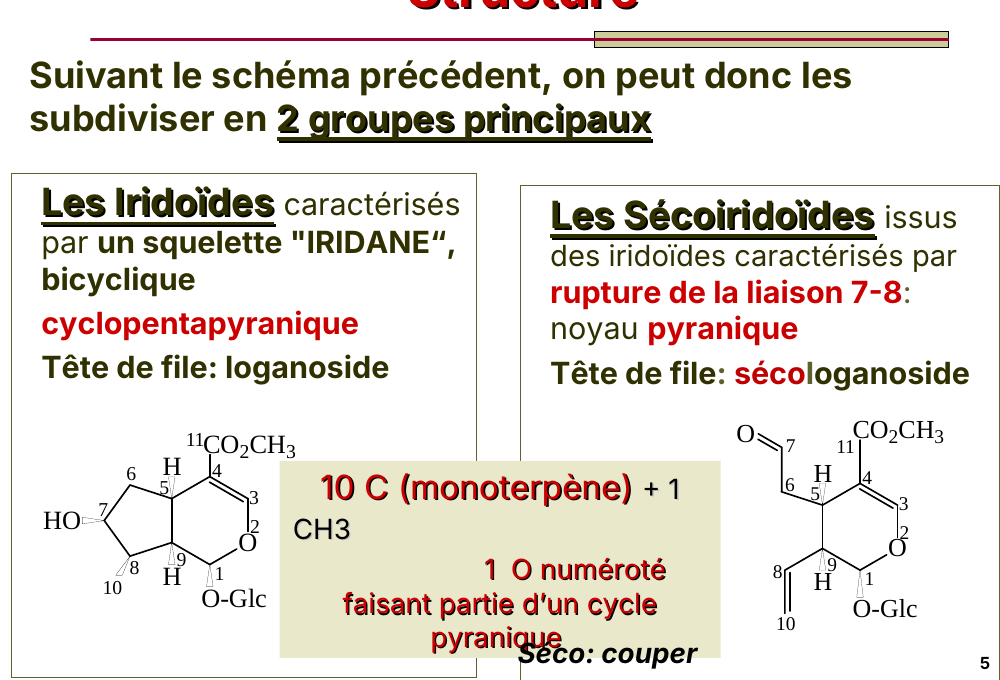 Structure
Suivant le schéma précédent, on peut donc les
subdiviser en 2 groupes principaux
Les Iridoïdes caractérisés
par un squelette "IRIDANE“,
bicyclique
cyclopentapyranique
Tête de file: loganoside
Les Sécoiridoïdes issus
des iridoïdes caractérisés par
rupture de la liaison 7-8:
noyau pyranique
Tête de file: sécologanoside
11
CO2CH3
6
H
5
4
3
HO
7
2
O
8
9
H
1
10
O-Glc
10 C (monoterpène) + 1
CH3
1 O numéroté
faisant partie d’un cycle
pyranique
Séco: couper
O
7
11
CO2CH3
H
4
6
5
3
2
O
8
9
H
1
O-Glc
10
5